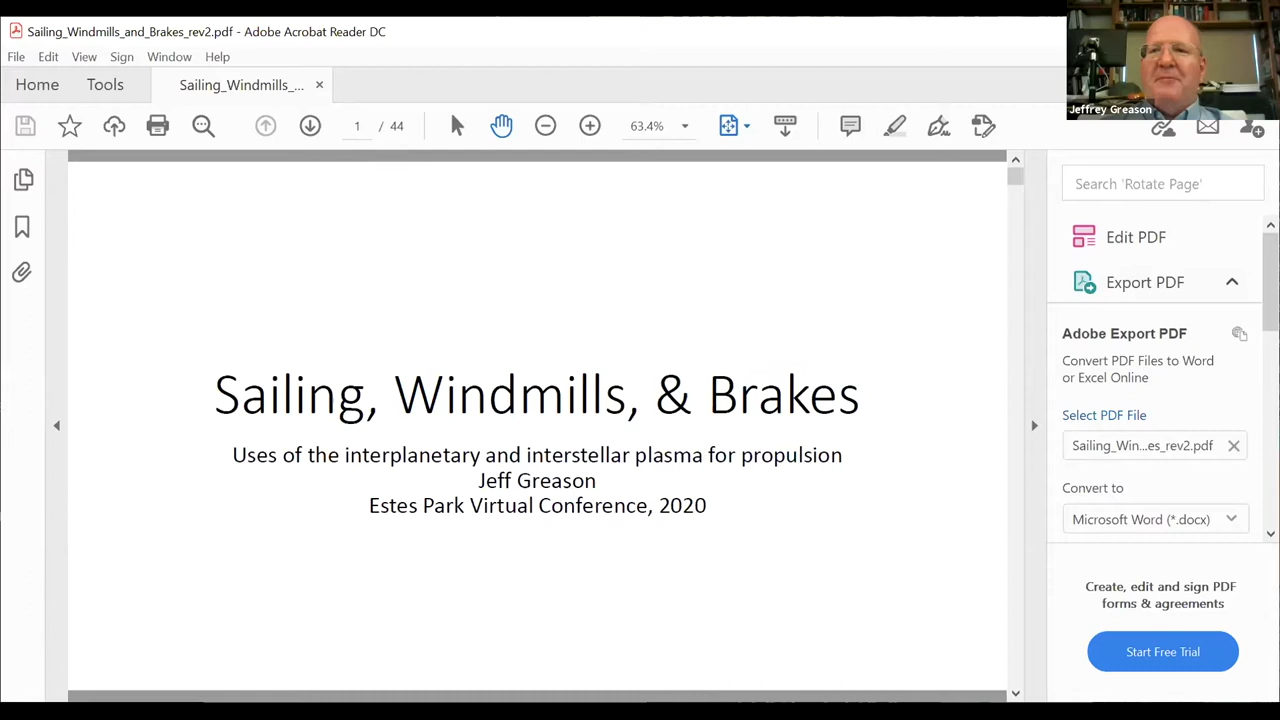 Sailing_Windmills_and_Brakes_rev2.pdf - Adobe Acrobat Reader DC
File Edit View Sign Window Help
Home Tools Sailing_Windmills_...
1 / 44 63.4%
Jeffrey Greason
Search 'Rotate Page'
Edit PDF
Export PDF
Adobe Export PDF
Convert PDF Files to Word
or Excel Online
Select PDF File
Sailing_Win...es_rev2.pdf
Convert to
Microsoft Word (*.docx)
Create, edit and sign PDF
forms & agreements
Start Free Trial
Sailing, Windmills, & Brakes
Uses of the interplanetary and interstellar plasma for propulsion
Jeff Greason
Estes Park Virtual Conference, 2020